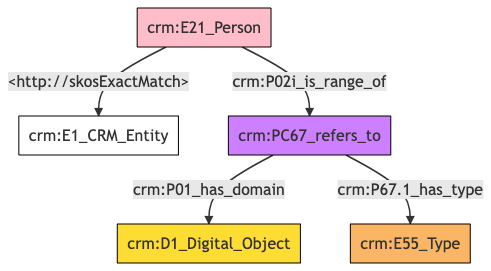 crm:E21_Person
<http://skosExactMatch>
crm:P02i_is_range_of
crm:E1_CRM_Entity
crm:PC67_refers_to
crm:P01_has_domain
crm:P67.1_has_type
crm:D1_Digital_Object
crm:E55_Type